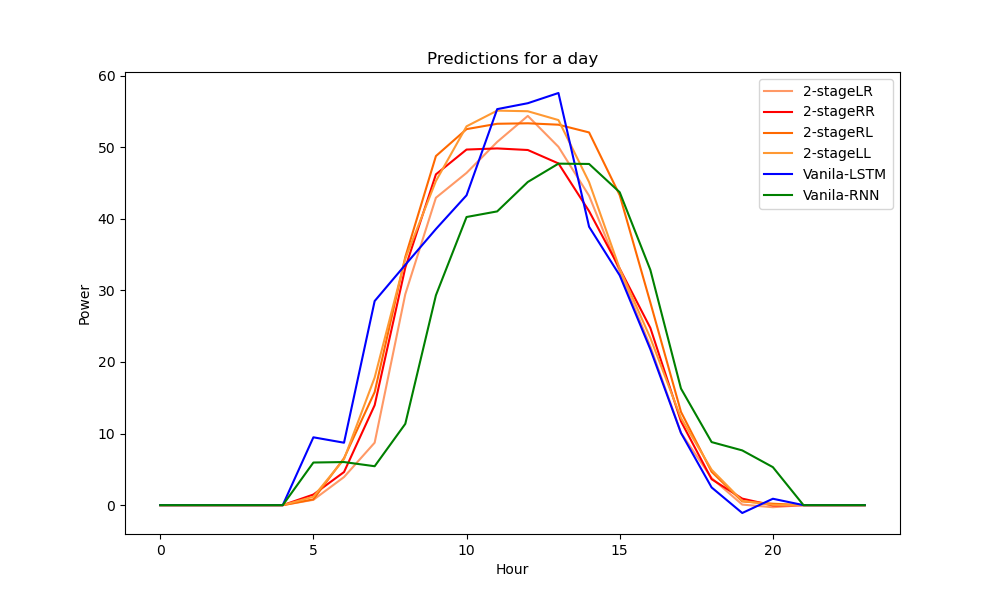 Predictions for a day
60
50
40
30
20
10
0
Power
0 5 10 15 20
Hour
2-stageLR
2-stageRR
2-stageRL
2-stageLL
Vanila-LSTM
Vanila-RNN